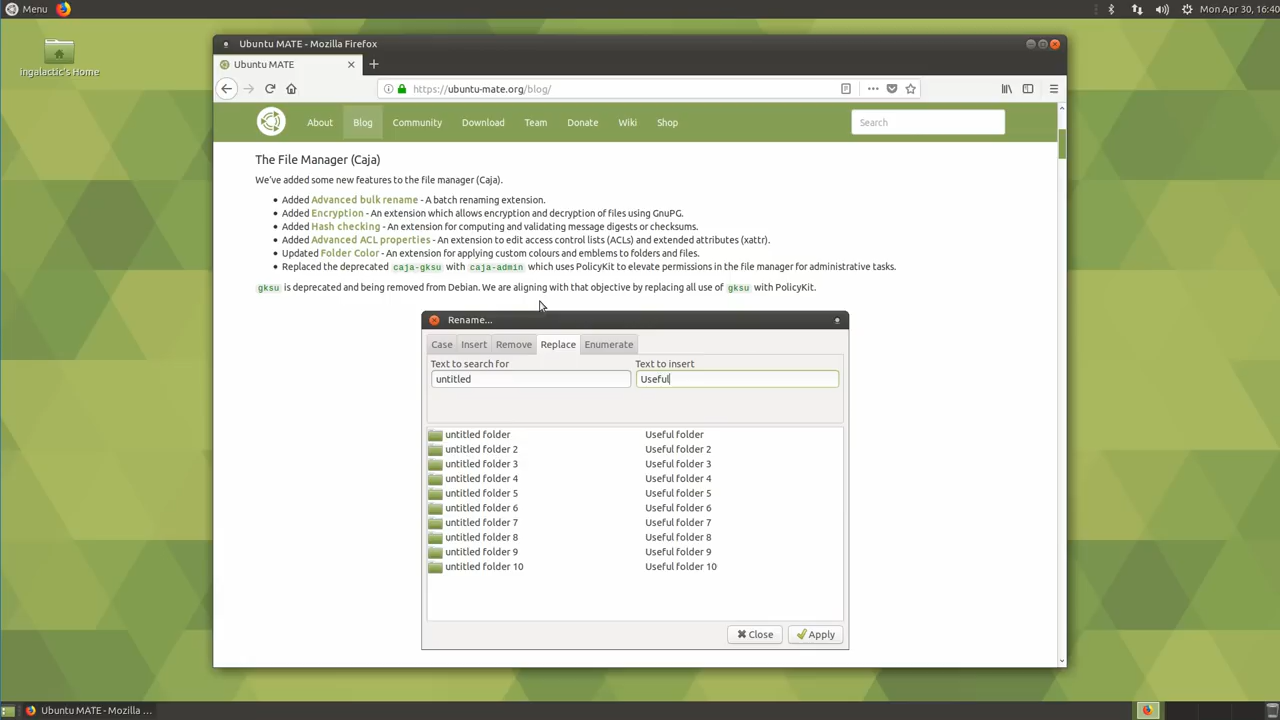 Menu
Mon Apr 30, 16:40
ingalactic's Home
Ubuntu MATE - Mozilla Firefox
Ubuntu MATE
https://ubuntu-mate.org/blog/
About Blog Community Download Team Donate Wiki Shop Search
The File Manager (Caja)
We've added some new features to the file manager (Caja).
• Added Advanced bulk rename - A batch renaming extension.
• Added Encryption - An extension which allows encryption and decryption of files using GnuPG.
• Added Hash checking - An extension for computing and validating message digests or checksums.
• Added Advanced ACL properties - An extension to edit access control lists (ACLs) and extended attributes (xattr).
• Updated Folder Color - An extension for applying custom colours and emblems to folders and files.
• Replaced the deprecated caja-gksu with caja-admin which uses PolicyKit to elevate permissions in the file manager for administrative tasks.
gksu is deprecated and being removed from Debian. We are aligning with that objective by replacing all use of gksu with PolicyKit.
Rename...
Case Insert Remove Replace Enumerate
Text to search for Text to insert
untitled Useful
untitled folder Useful folder
untitled folder 2 Useful folder 2
untitled folder 3 Useful folder 3
untitled folder 4 Useful folder 4
untitled folder 5 Useful folder 5
untitled folder 6 Useful folder 6
untitled folder 7 Useful folder 7
untitled folder 8 Useful folder 8
untitled folder 9 Useful folder 9
untitled folder 10 Useful folder 10
Close Apply
Ubuntu MATE - Mozilla ...